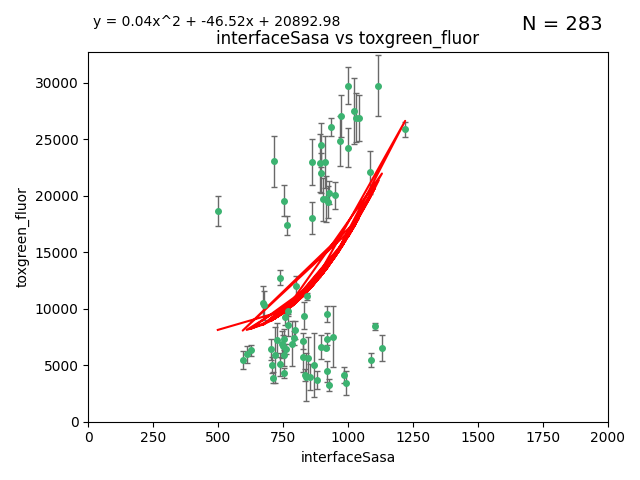 y = 0.04x^2 + -46.52x + 20892.98
N = 283
interfaceSasa vs toxgreen_fluor
toxgreen_fluor
30000
25000
20000
15000
10000
5000
0
0 250 500 750 1000 1250 1500 1750 2000
interfaceSasa